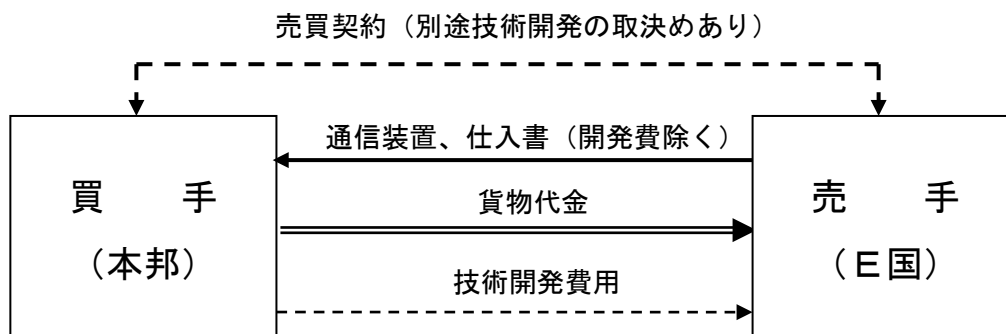 売買契約（別途技術開発の取決めあり）
通信装置、仕入書（開発費除く）
買　　手
（本邦）
貨物代金
売　　手
（Ｅ国）
技術開発費用